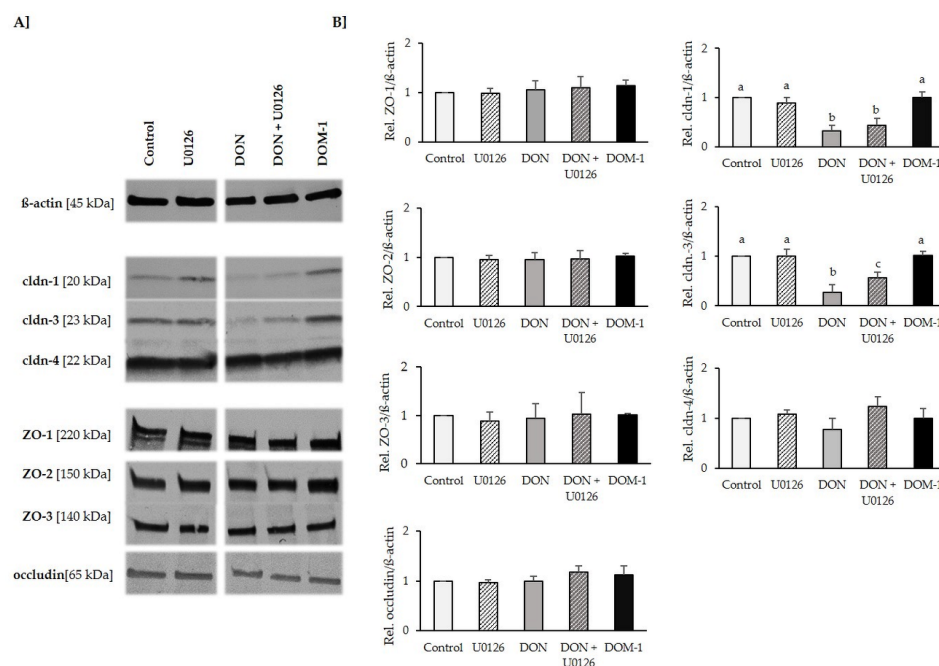 A]
Control
U0126
DON
DON + U0126
DOM-1
ß-actin [45 kDa]
cldn-1 [20 kDa]
cldn-3 [23 kDa]
cldn-4 [22 kDa]
ZO-1 [220 kDa]
ZO-2 [150 kDa]
ZO-3 [140 kDa]
occludin[65 kDa]
B]
Rel. ZO-1/ß-actin
2
1
0
Control U0126 DON DON + DOM-1
U0126
Rel. cldn-1/ß-actin
2
1
0
a a b b a
Control U0126 DON DON + DOM-1
U0126
Rel. ZO-2/ß-actin
2
1
0
Control U0126 DON DON + DOM-1
U0126
Rel. cldn.-3/ß-actin
2
1
0
a a b c a
Control U0126 DON DON + DOM-1
U0126
Rel. ZO-3/ß-actin
2
1
0
Control U0126 DON DON + DOM-1
U0126
Rel. cldn-4/ß-actin
2
1
0
Control U0126 DON DON + DOM-1
U0126
Rel. occludin/ß-actin
2
1
0
Control U0126 DON DON + DOM-1
U0126